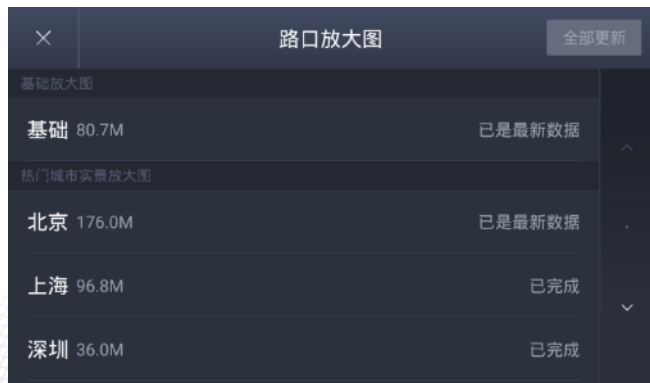 路口放大图
全部更新
基础放大图
基础 80.7M 已是最新数据
热门城市实景放大图
北京 176.0M 已是最新数据
上海 96.8M 已完成
深圳 36.0M 已完成